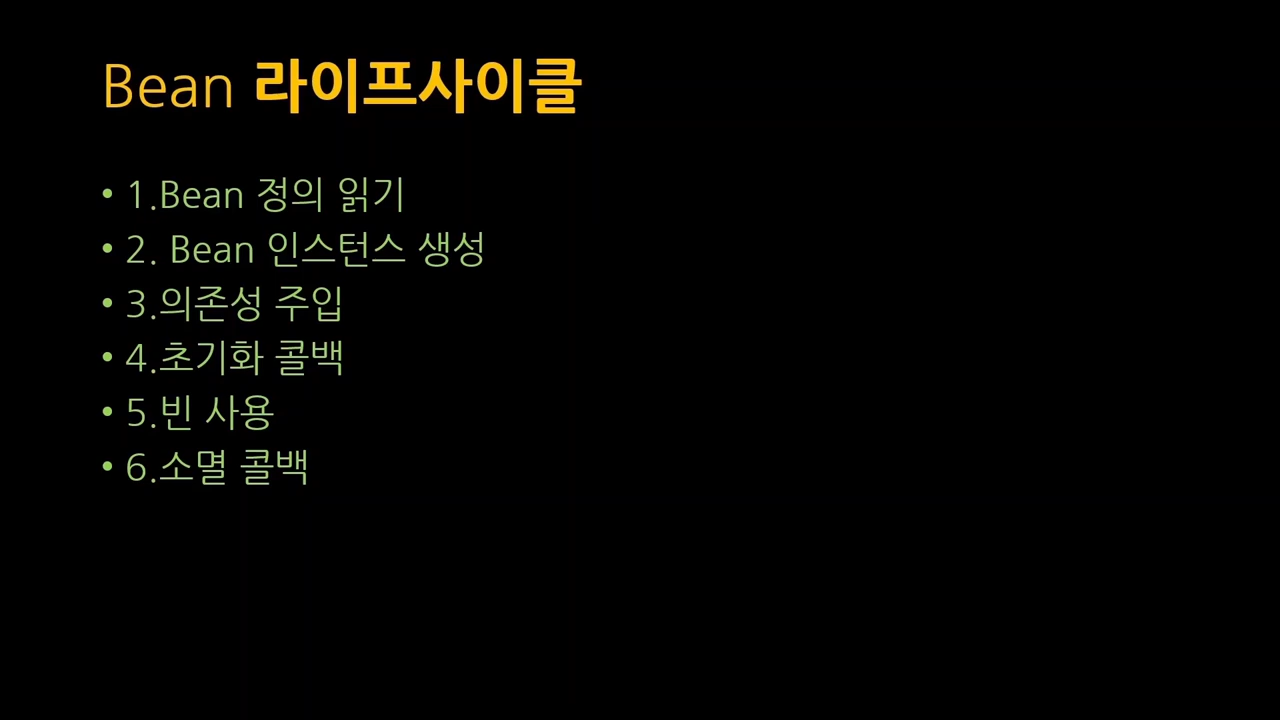 Bean 라이프사이클
• 1.Bean 정의 읽기
• 2. Bean 인스턴스 생성
• 3.의존성 주입
• 4.초기화 콜백
• 5.빈 사용
• 6.소멸 콜백